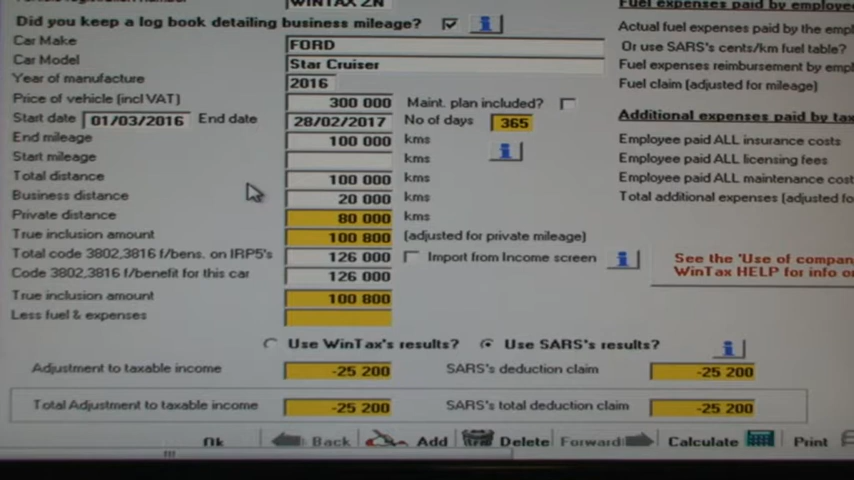 WINTAX ZN
Did you keep a log book detailing business mileage?
Car Make FORD
Car Model Star Cruiser
Year of manufacture 2016
Price of vehicle (incl VAT) 300 000 Maint. plan included?
Start date 01/03/2016 End date 28/02/2017 No of days 365
End mileage 100 000 kms
Start mileage kms
Total distance 100 000 kms
Business distance 20 000 kms
Private distance 80 000 kms
True inclusion amount 100 800 (adjusted for private mileage)
Total code 3802,3816 f/bens. on IRP5's 126 000 Import from Income screen
Code 3802,3816 f/benefit for this car 126 000
True inclusion amount 100 800
Less fuel & expenses
Use WinTax's results? Use SARS's results?
Adjustment to taxable income -25 200 SARS's deduction claim -25 200
Total Adjustment to taxable income -25 200 SARS's total deduction claim -25 200
Fuel expenses paid by employe
Actual fuel expenses paid by the empl
Or use SARS's cents/km fuel table?
Fuel expenses reimbursement by empl
Fuel claim (adjusted for mileage)
Additional expenses paid by tax
Employee paid ALL insurance costs
Employee paid ALL licensing fees
Employee paid ALL maintenance cost
Total additional expenses (adjusted fo
See the 'Use of compan
WinTax HELP for info o
Ok Back Add Delete Forward Calculate Print